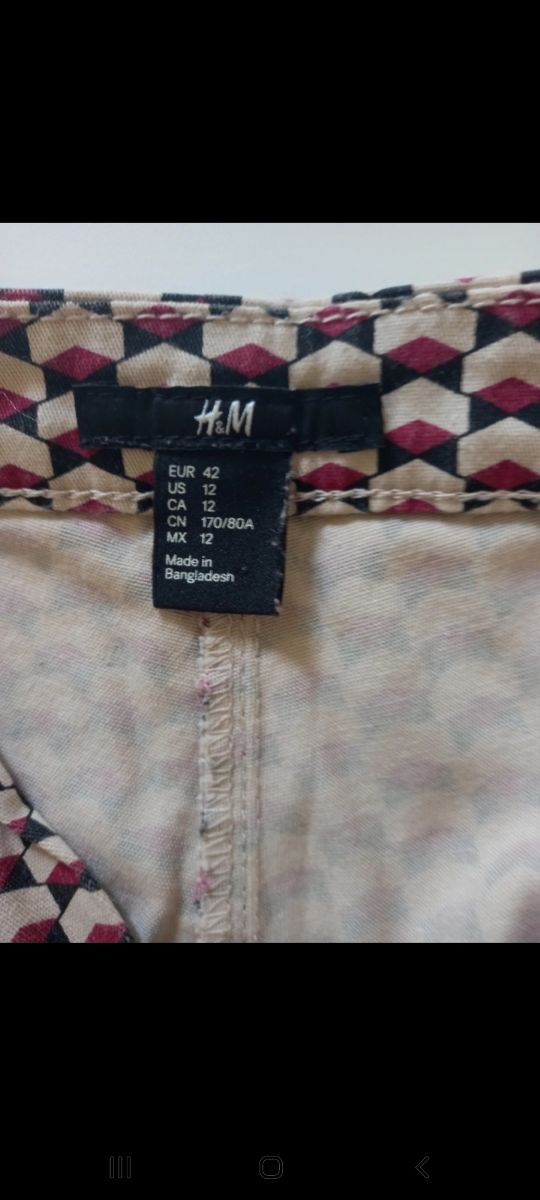 H&M
EUR 42
US 12
CA 12
CN 170/80A
MX 12
Made in
Bangladesh